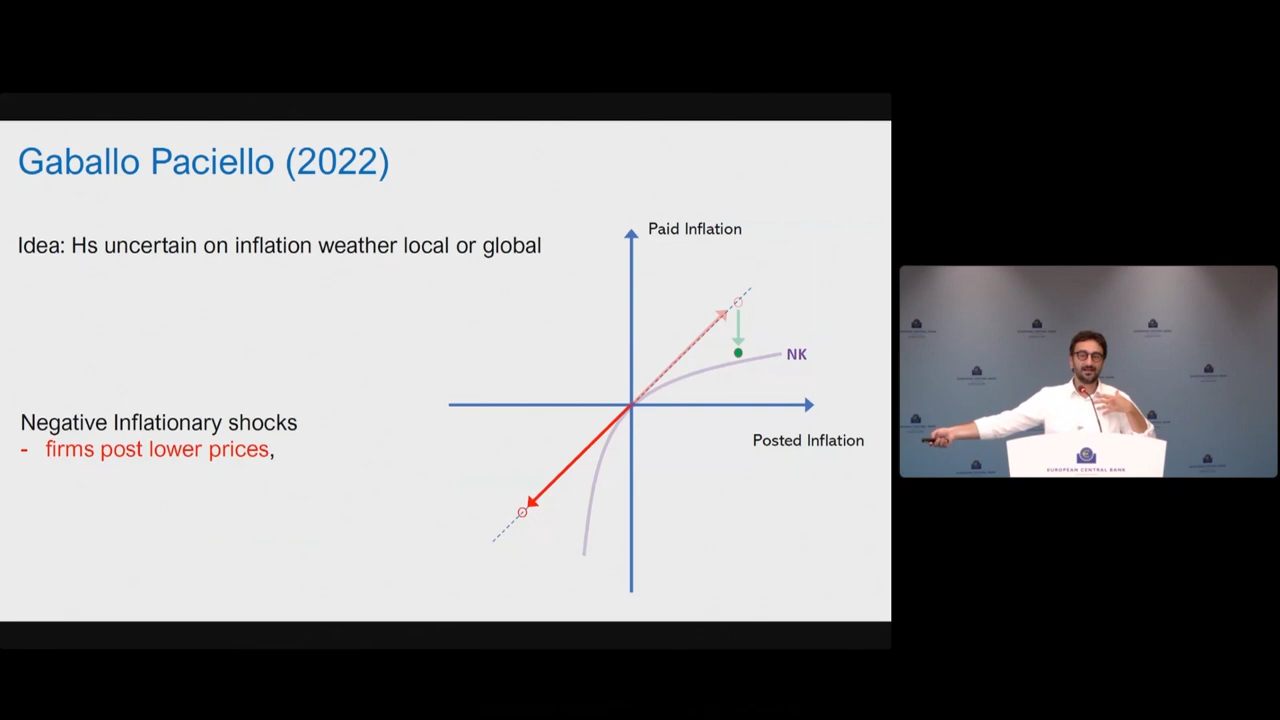 Gaballo Paciello (2022)
Idea: Hs uncertain on inflation weather local or global
Paid Inflation
NK
Posted Inflation
Negative Inflationary shocks
- firms post lower prices,
EUROPEAN CENTRAL BANK